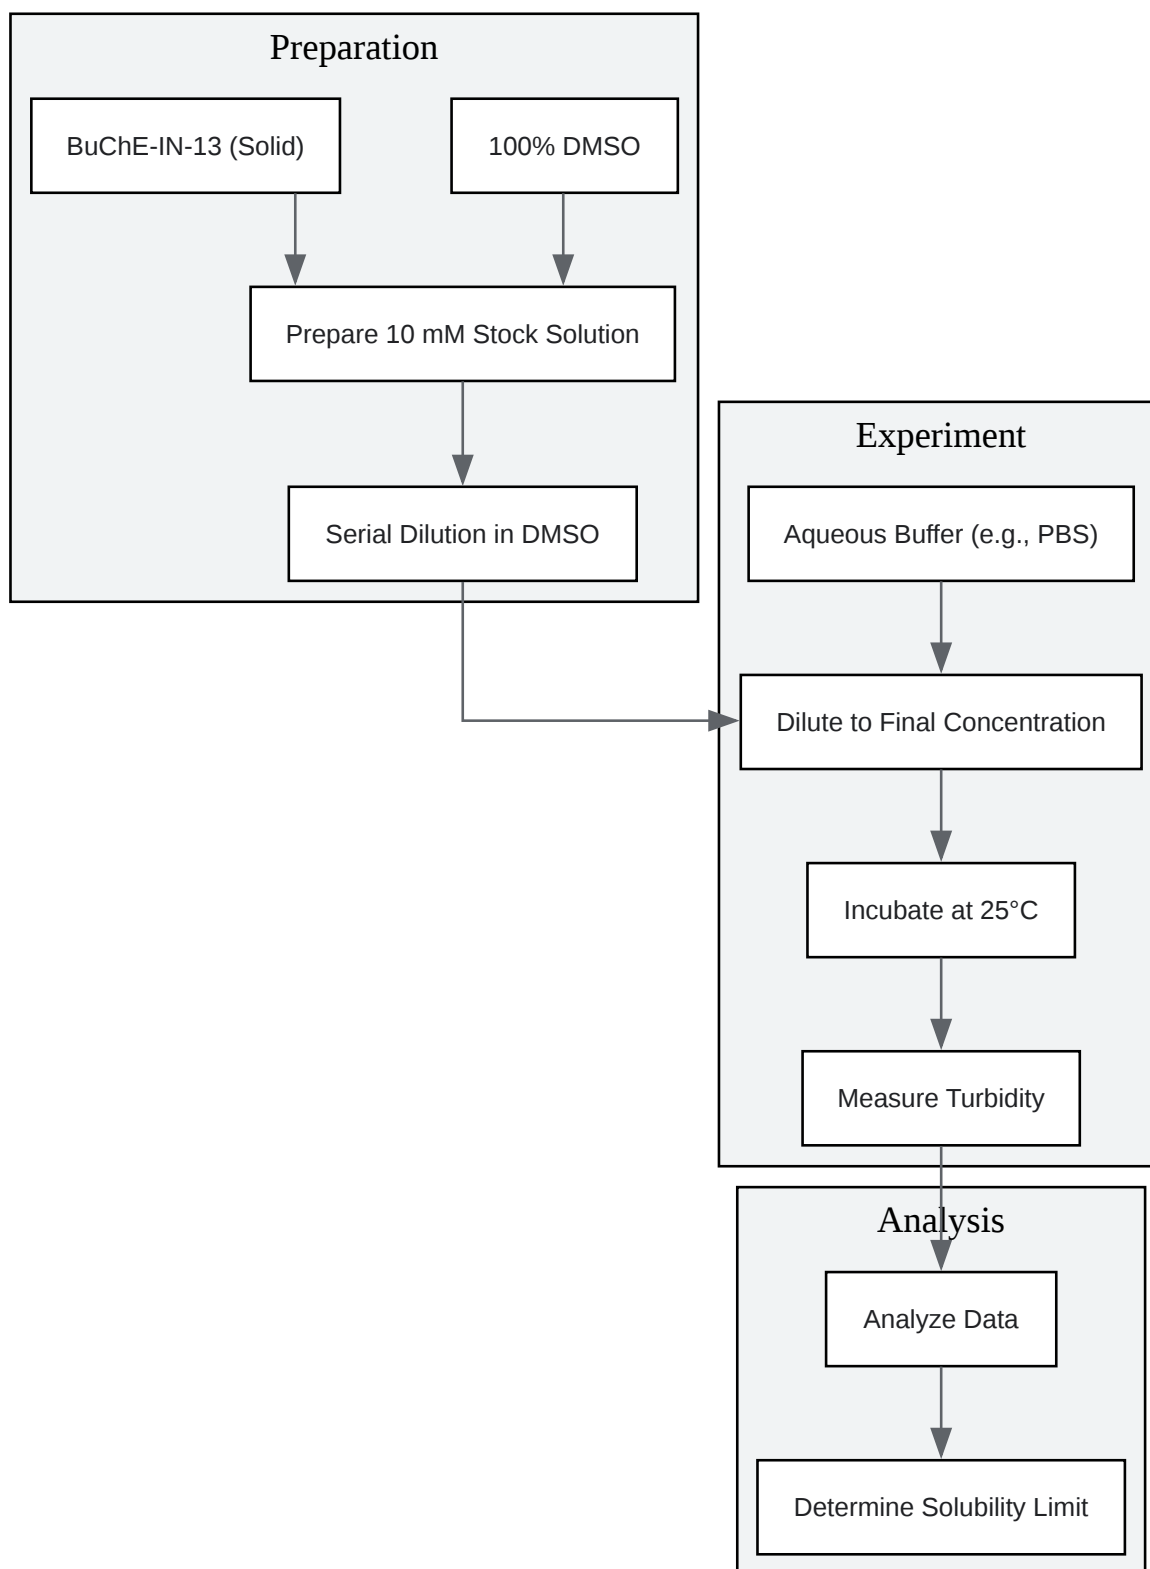 Preparation
BuChE-IN-13 (Solid)
100% DMSO
Prepare 10 mM Stock Solution
Serial Dilution in DMSO
Experiment
Aqueous Buffer (e.g., PBS)
Dilute to Final Concentration
Incubate at 25°C
Measure Turbidity
Analysis
Analyze Data
Determine Solubility Limit